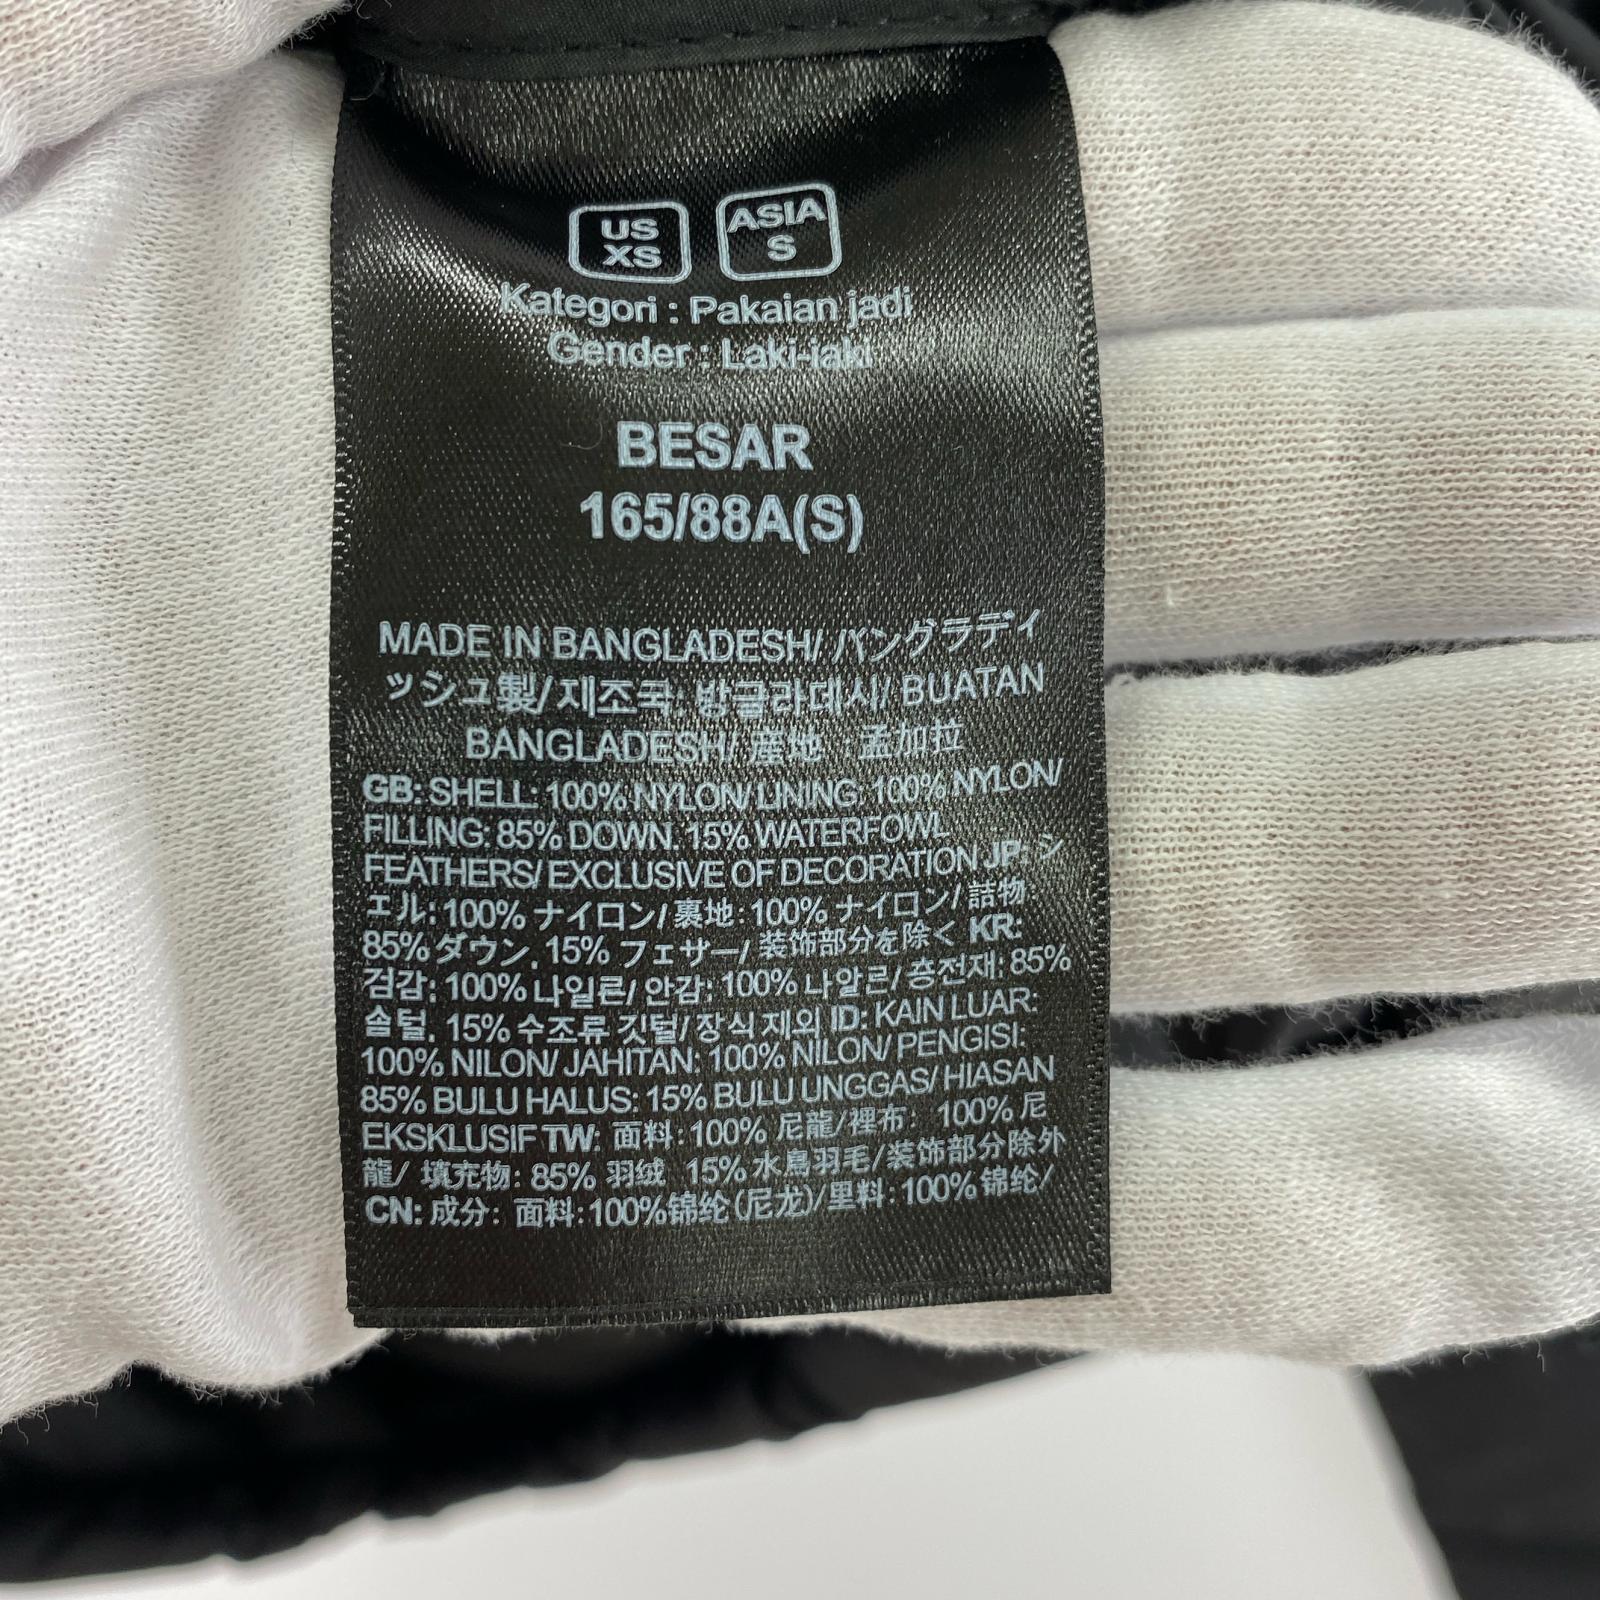 US
XS
ASIA
S
Kategori : Pakaian jadi
Gender : Laki-laki
BESAR
165/88A(S)
MADE IN BANGLADESH/ バングラディ
ッシュ製/ 제조국: 방글라데시/ BUATAN
BANGLADESH/ 産地 :孟加拉
GB: SHELL: 100% NYLON/ LINING: 100% NYLON/
FILLING: 85% DOWN, 15% WATERFOWL
FEATHERS/ EXCLUSIVE OF DECORATION JP: シ
ェル: 100% ナイロン/ 裏地: 100% ナイロン/ 詰物
85% ダウン, 15% フェザー/ 装飾部分を除く KR:
겉감: 100% 나일론/ 안감: 100% 나일론/ 충전재: 85%
솜털, 15% 수조류 깃털/ 장식 제외 ID: KAIN LUAR:
100% NILON/ JAHITAN: 100% NILON/ PENGISI:
85% BULU HALUS: 15% BULU UNGGAS/ HIASAN
EKSKLUSIF TW: 面料: 100% 尼龍/裡布: 100% 尼
龍/ 填充物: 85% 羽绒 15% 水鳥羽毛/ 装饰部分除外
CN: 成分: 面料: 100%锦纶(尼龙)/里料: 100% 锦纶/